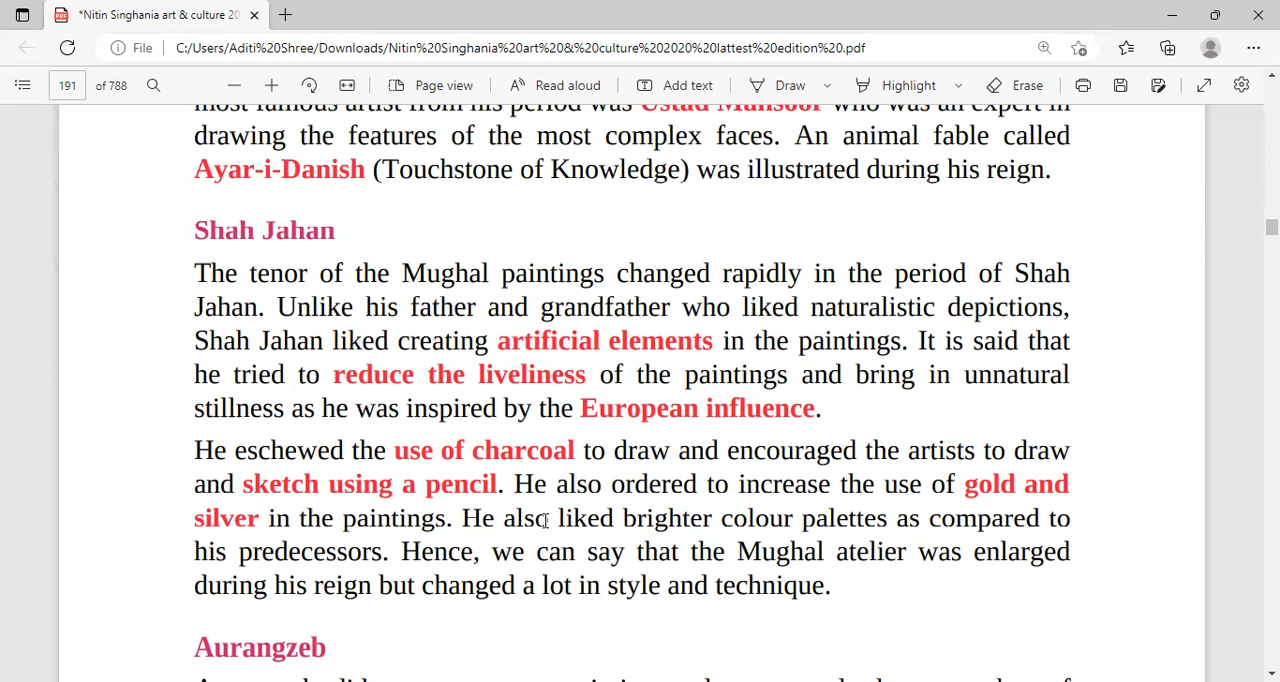 *Nitin Singhania art & culture 20
File C:/Users/Aditi%20Shree/Downloads/Nitin%20Singhania%20art%20&%20culture%202020%20lattest%20edition%20.pdf
191 of 788 Page view Read aloud Add text Draw Highlight Erase
most famous artist from his period was Ustad Mansoor who was an expert in
drawing the features of the most complex faces. An animal fable called
Ayar-i-Danish (Touchstone of Knowledge) was illustrated during his reign.
Shah Jahan
The tenor of the Mughal paintings changed rapidly in the period of Shah
Jahan. Unlike his father and grandfather who liked naturalistic depictions,
Shah Jahan liked creating artificial elements in the paintings. It is said that
he tried to reduce the liveliness of the paintings and bring in unnatural
stillness as he was inspired by the European influence.
He eschewed the use of charcoal to draw and encouraged the artists to draw
and sketch using a pencil. He also ordered to increase the use of gold and
silver in the paintings. He also liked brighter colour palettes as compared to
his predecessors. Hence, we can say that the Mughal atelier was enlarged
during his reign but changed a lot in style and technique.
Aurangzeb